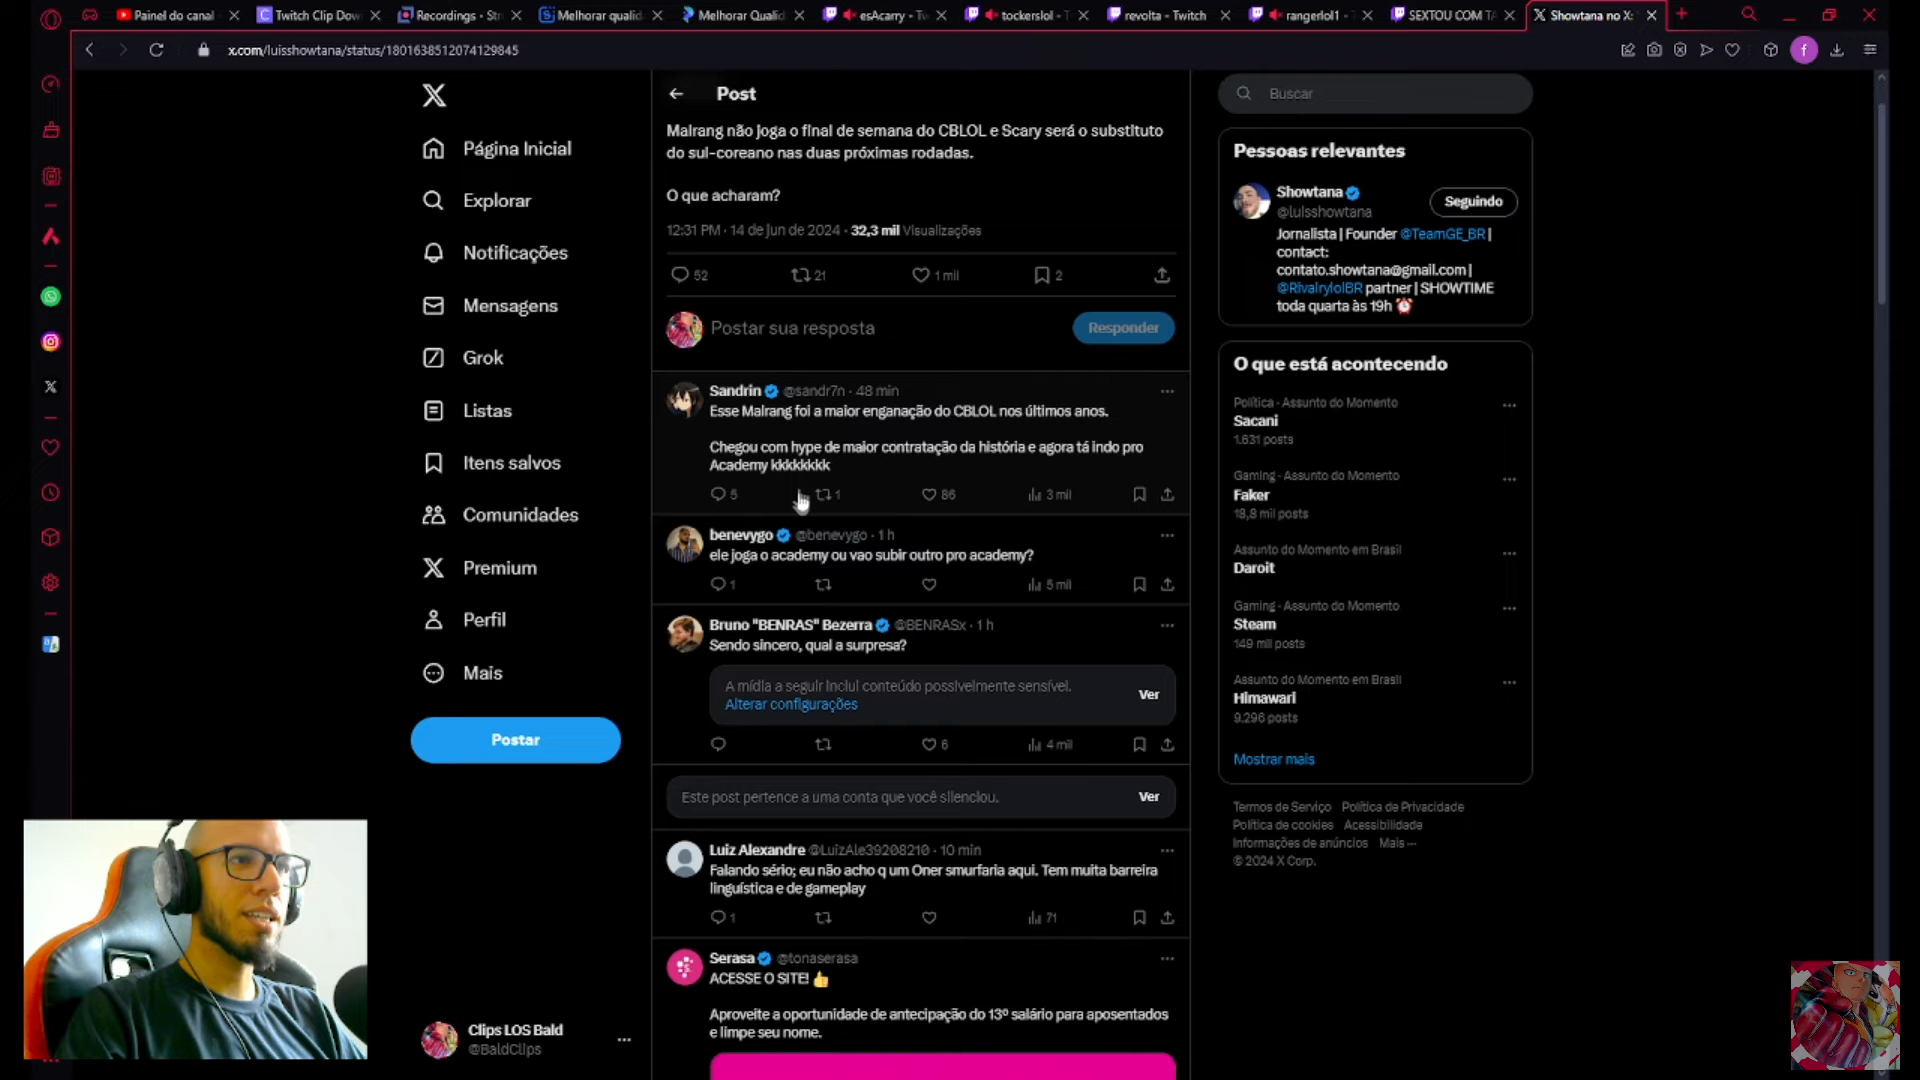 Painel do canal
Twitch Clip Dow
Recordings - Str
Melhorar qualid
Melhorar Qualid
esAcarry - Tw
tockerslol - T
revolta - Twitch
rangerlol1 -
SEXTOU COM TA
Showtana no X:
x.com/luisshowtana/status/1801638512074129845
f
Página Inicial
Explorar
Notificações
Mensagens
Grok
Listas
Itens salvos
Comunidades
Premium
Perfil
Mais
Postar
Clips LOS Bald
@BaldClips
Post
Malrang não joga o final de semana do CBLOL e Scary será o substituto
do sul-coreano nas duas próximas rodadas.
O que acharam?
12:31 PM · 14 de jun de 2024 · 32,3 mil Visualizações
52
21
1 mil
2
Postar sua resposta
Responder
Sandrin @sandr7n · 48 min
Esse Malrang foi a maior enganação do CBLOL nos últimos anos.
Chegou com hype de maior contratação da história e agora tá indo pro
Academy kkkkkkkk
5
1
86
3 mil
benevygo @benevygo · 1 h
ele joga o academy ou vao subir outro pro academy?
1
5 mil
Bruno "BENRAS" Bezerra @BENRASx · 1 h
Sendo sincero, qual a surpresa?
A mídia a seguir inclui conteúdo possivelmente sensível.
Alterar configurações
Ver
6
4 mil
Este post pertence a uma conta que você silenciou.
Ver
Luiz Alexandre @LuizAle39208210 · 10 min
Falando sério; eu não acho q um Oner smurfaria aqui. Tem muita barreira
linguística e de gameplay
1
71
Serasa @tonaserasa
ACESSE O SITE! 👍
Aproveite a oportunidade de antecipação do 13º salário para aposentados
e limpe seu nome.
Buscar
Pessoas relevantes
Showtana
@luisshowtana
Seguindo
Jornalista | Founder @TeamGE_BR |
contact:
contato.showtana@gmail.com |
@RivalrylolBR partner | SHOWTIME
toda quarta às 19h ⏰
O que está acontecendo
Política · Assunto do Momento
Sacani
1.631 posts
Gaming · Assunto do Momento
Faker
18,8 mil posts
Assunto do Momento em Brasil
Daroit
Gaming · Assunto do Momento
Steam
149 mil posts
Assunto do Momento em Brasil
Himawari
9.296 posts
Mostrar mais
Termos de Serviço Política de Privacidade
Política de cookies Acessibilidade
Informações de anúncios Mais ···
© 2024 X Corp.